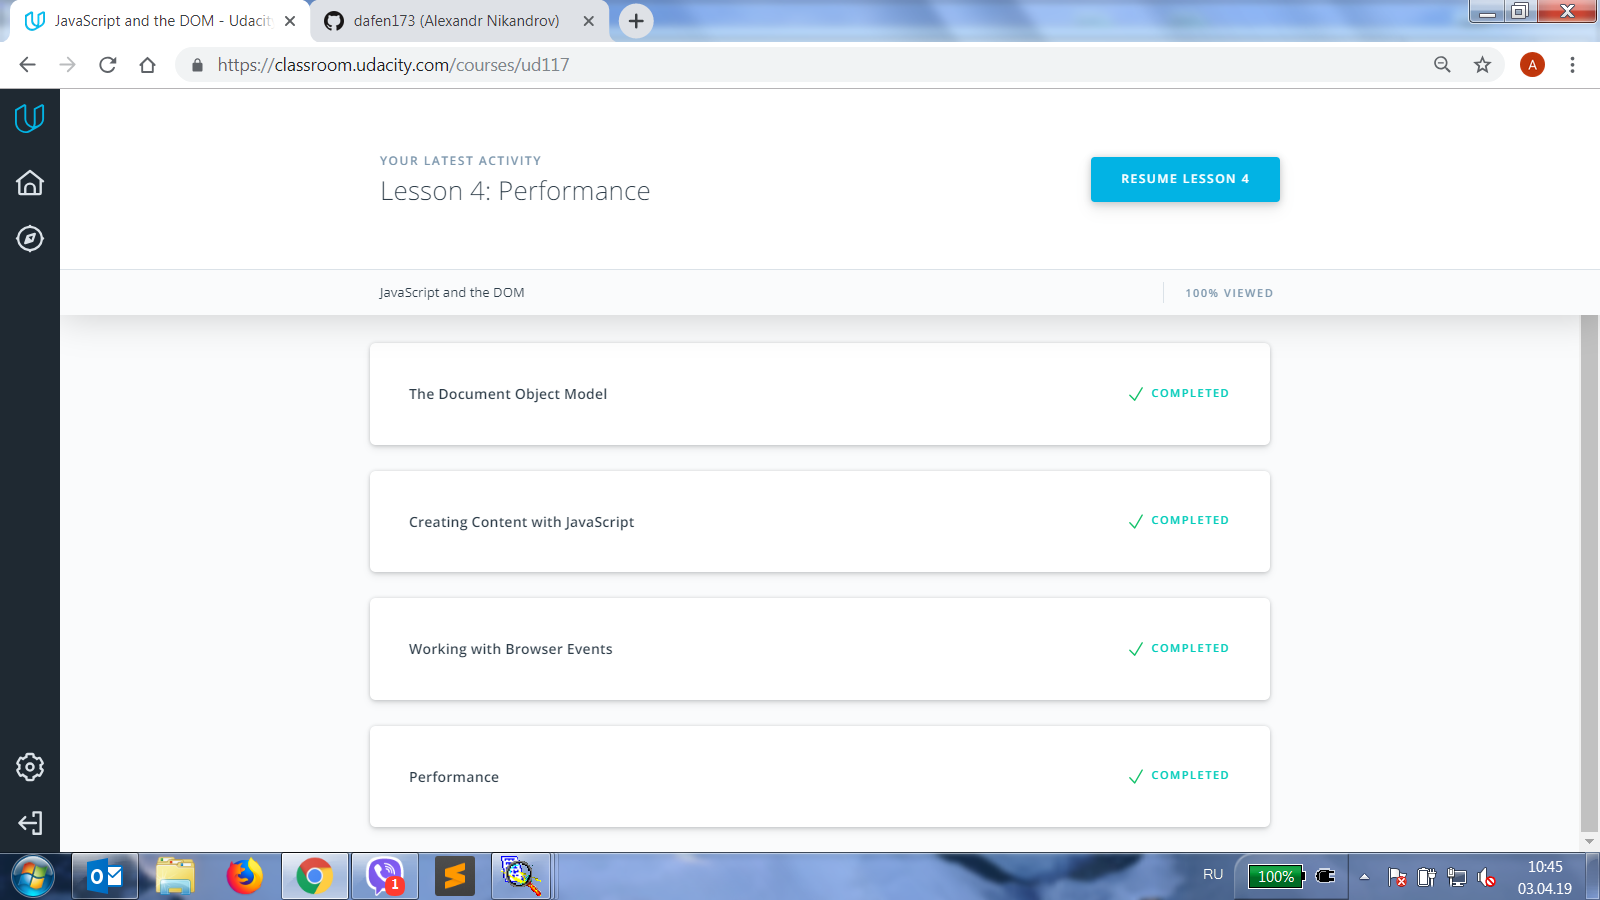 JavaScript and the DOM - Udaci
dafen173 (Alexandr Nikandrov)
https://classroom.udacity.com/courses/ud117
A
YOUR LATEST ACTIVITY
Lesson 4: Performance
RESUME LESSON 4
JavaScript and the DOM
100% VIEWED
The Document Object Model
COMPLETED
Creating Content with JavaScript
COMPLETED
Working with Browser Events
COMPLETED
Performance
COMPLETED
1
RU
100%
10:45
03.04.19